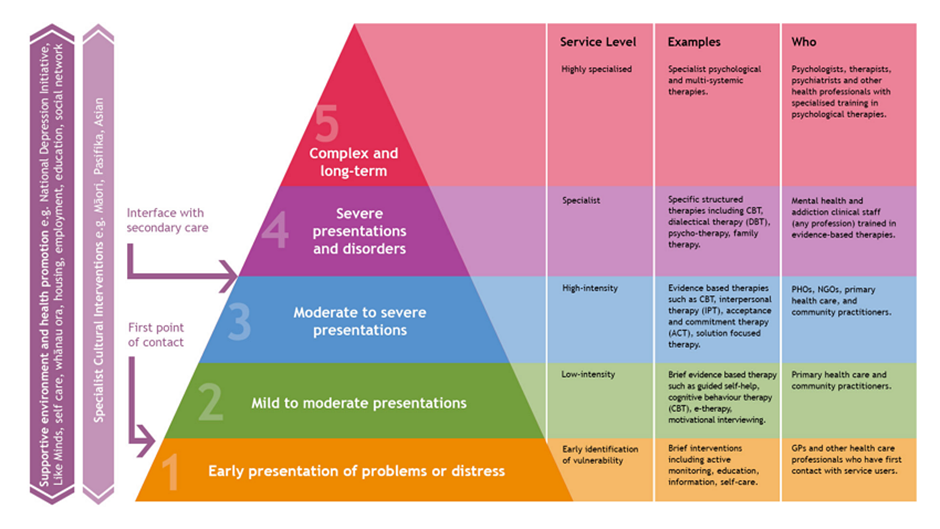 Supportive environment and health promotion e.g. National Depression Initiative,
Like Minds, self care, whānau ora, housing, employment, education, social network
Specialist Cultural Interventions e.g. Māori, Pasifika, Asian
Interface with
secondary care
First point
of contact
5
Complex and
long-term
4
Severe
presentations
and disorders
3
Moderate to severe
presentations
2
Mild to moderate presentations
1
Early presentation of problems or distress
Service Level
Examples
Who
Highly specialised
Specialist psychological
and multi-systemic
therapies.
Psychologists, therapists,
psychiatrists and other
health professionals with
specialised training in
psychological therapies.
Specialist
Specific structured
therapies including CBT,
dialectical therapy (DBT),
psycho-therapy, family
therapy.
Mental health and
addiction clinical staff
(any profession) trained in
evidence-based therapies.
High-intensity
Evidence based therapies
such as CBT, interpersonal
therapy (IPT), acceptance
and commitment therapy
(ACT), solution focused
therapy.
PHOs, NGOs, primary
health care, and
community practitioners.
Low-intensity
Brief evidence based therapy
such as guided self-help,
cognitive behaviour therapy
(CBT), e-therapy,
motivational interviewing.
Primary health care and
community practitioners.
Early identification
of vulnerability
Brief interventions
including active
monitoring, education,
information, self-care.
GPs and other health care
professionals who have first
contact with service users.